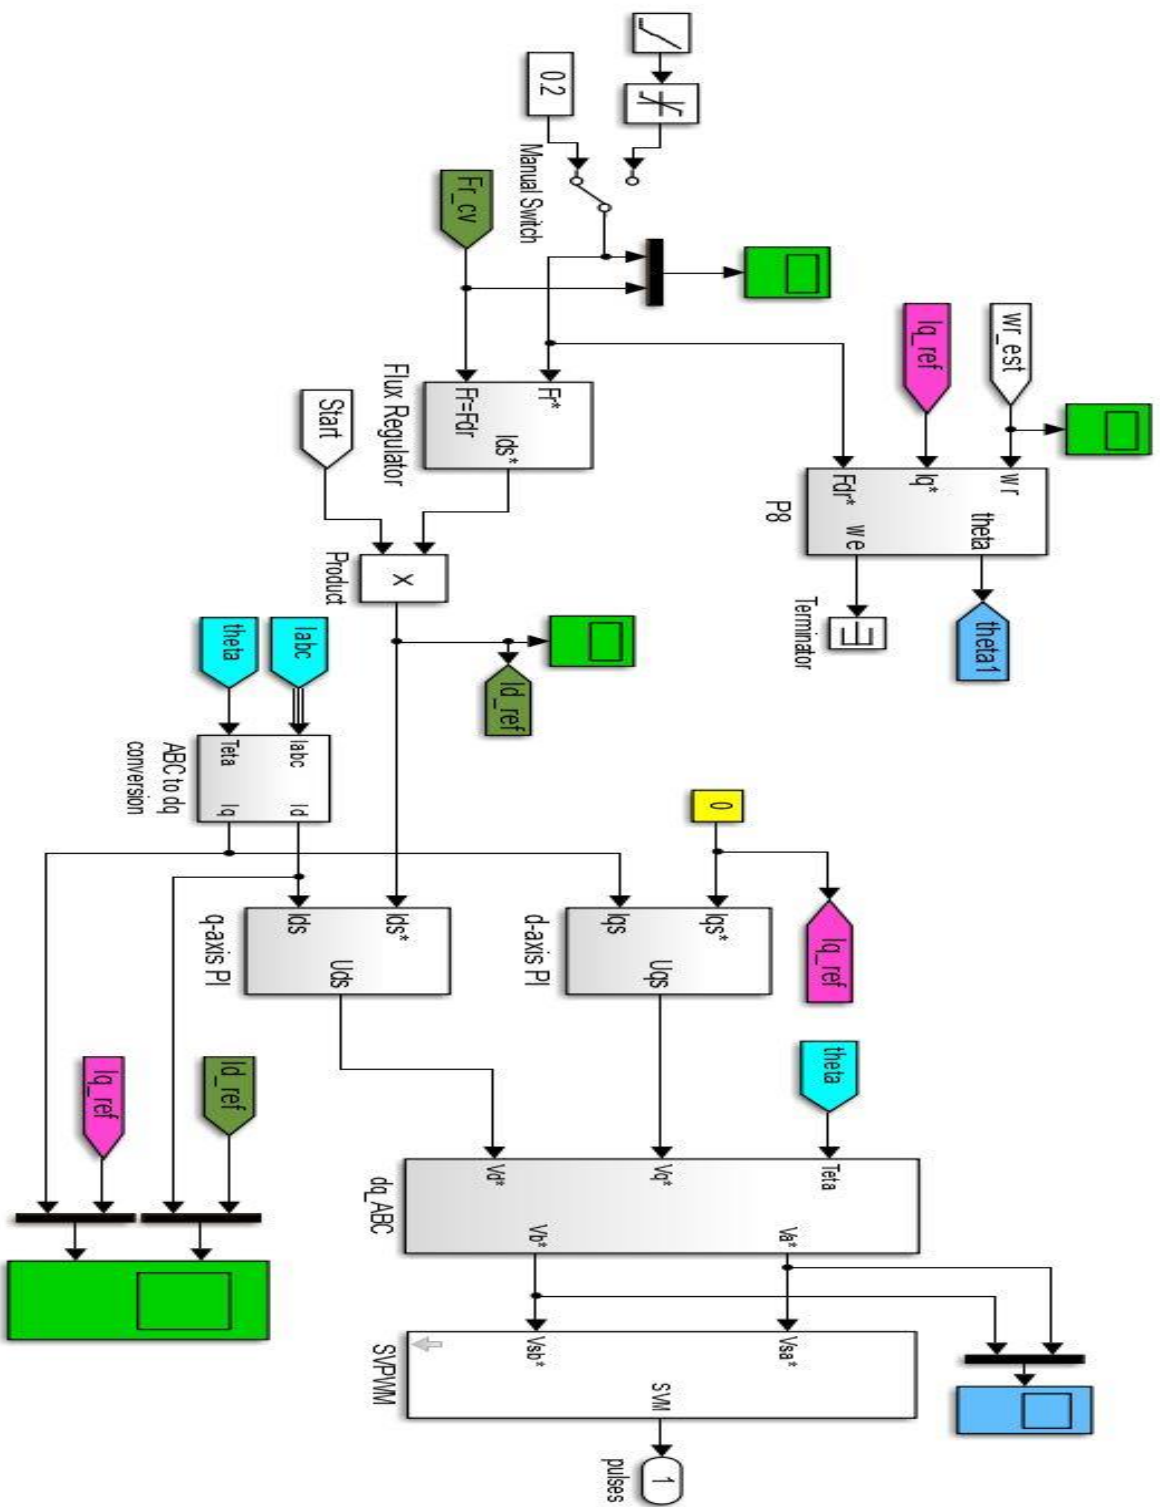 wr_est
Iq_ref
wr
Iq*
Fdr*
theta
we
P8
theta1
Terminator
0.2
Manual Switch
Fr_cv
Fr*
Fr=Fdr
Ids*
Flux Regulator
Start
×
Product
Id_ref
0
Iq_ref
Iqs*
Iqs
Uqs
d-axis PI
Ids*
Ids
Uds
q-axis PI
Iabc
theta
Iabc
Teta
Id
Iq
ABC to dq
conversion
theta
Teta
Vq*
Vd*
Va*
Vb*
dq_ABC
Vsa*
Vsb*
SVM
SVPWM
1
pulses
Id_ref
Iq_ref